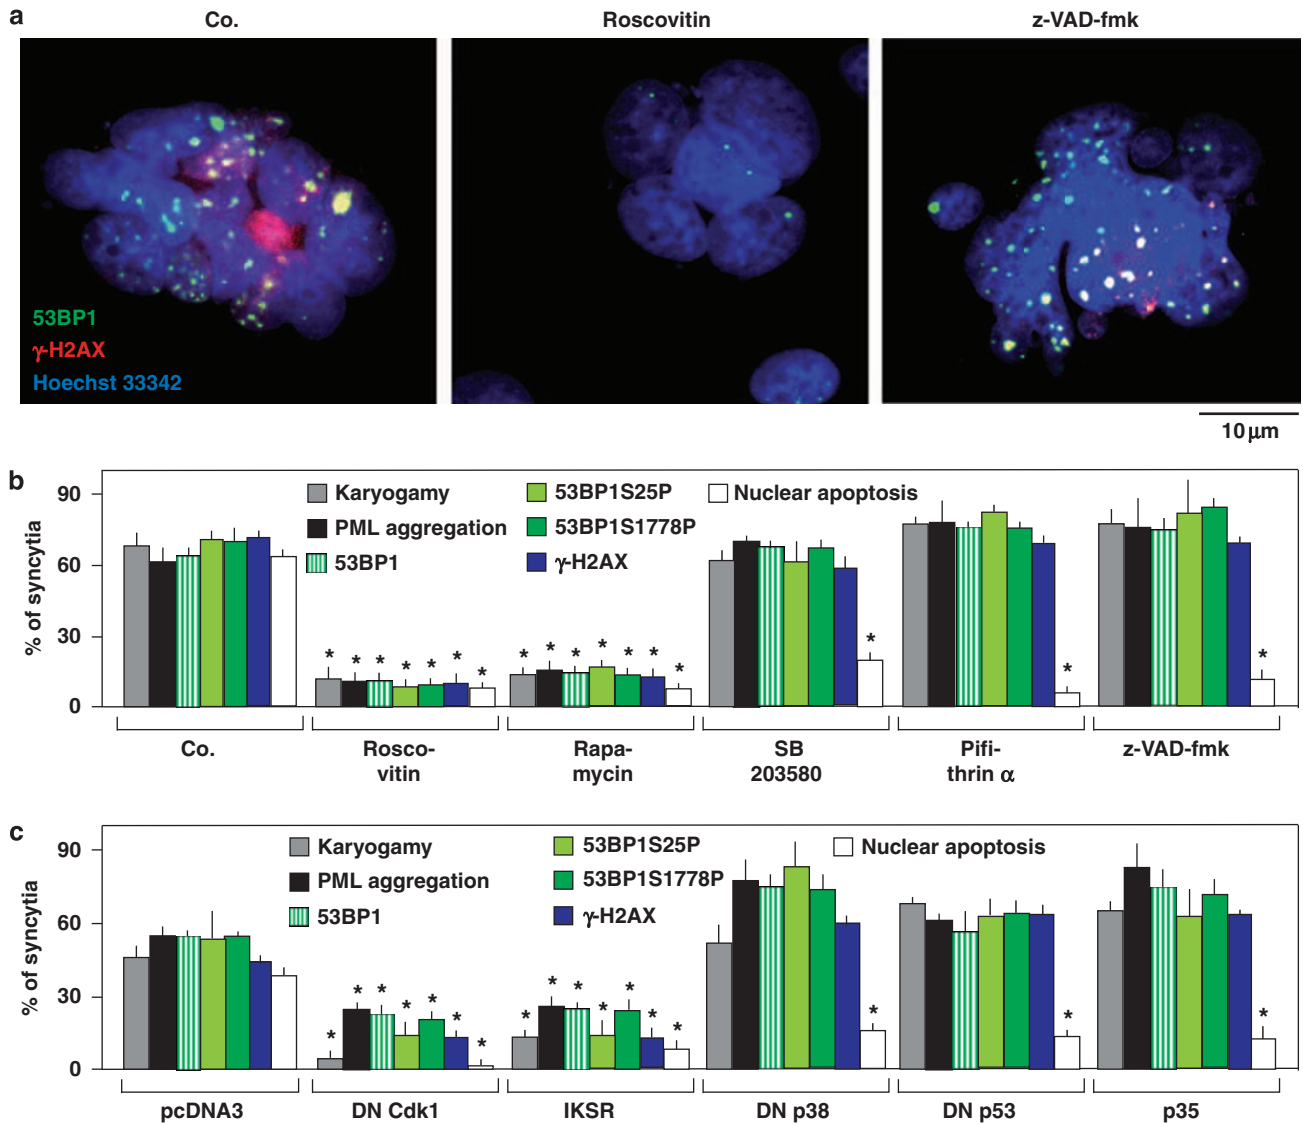 a
Co.
Roscovitin
z-VAD-fmk
53BP1
γ-H2AX
Hoechst 33342
10 μm
b
% of syncytia
90
60
30
0
Karyogamy
PML aggregation
53BP1
53BP1S25P
53BP1S1778P
γ-H2AX
Nuclear apoptosis
* * * * * * *
* * * * * * *
*
*
*
Co.
Rosco-
vitin
Rapa-
mycin
SB
203580
Pifi-
thrin α
z-VAD-fmk
c
% of syncytia
90
60
30
0
Karyogamy
PML aggregation
53BP1
53BP1S25P
53BP1S1778P
γ-H2AX
Nuclear apoptosis
* * * * * * *
* * * * * * *
*
*
*
pcDNA3
DN Cdk1
IKSR
DN p38
DN p53
p35